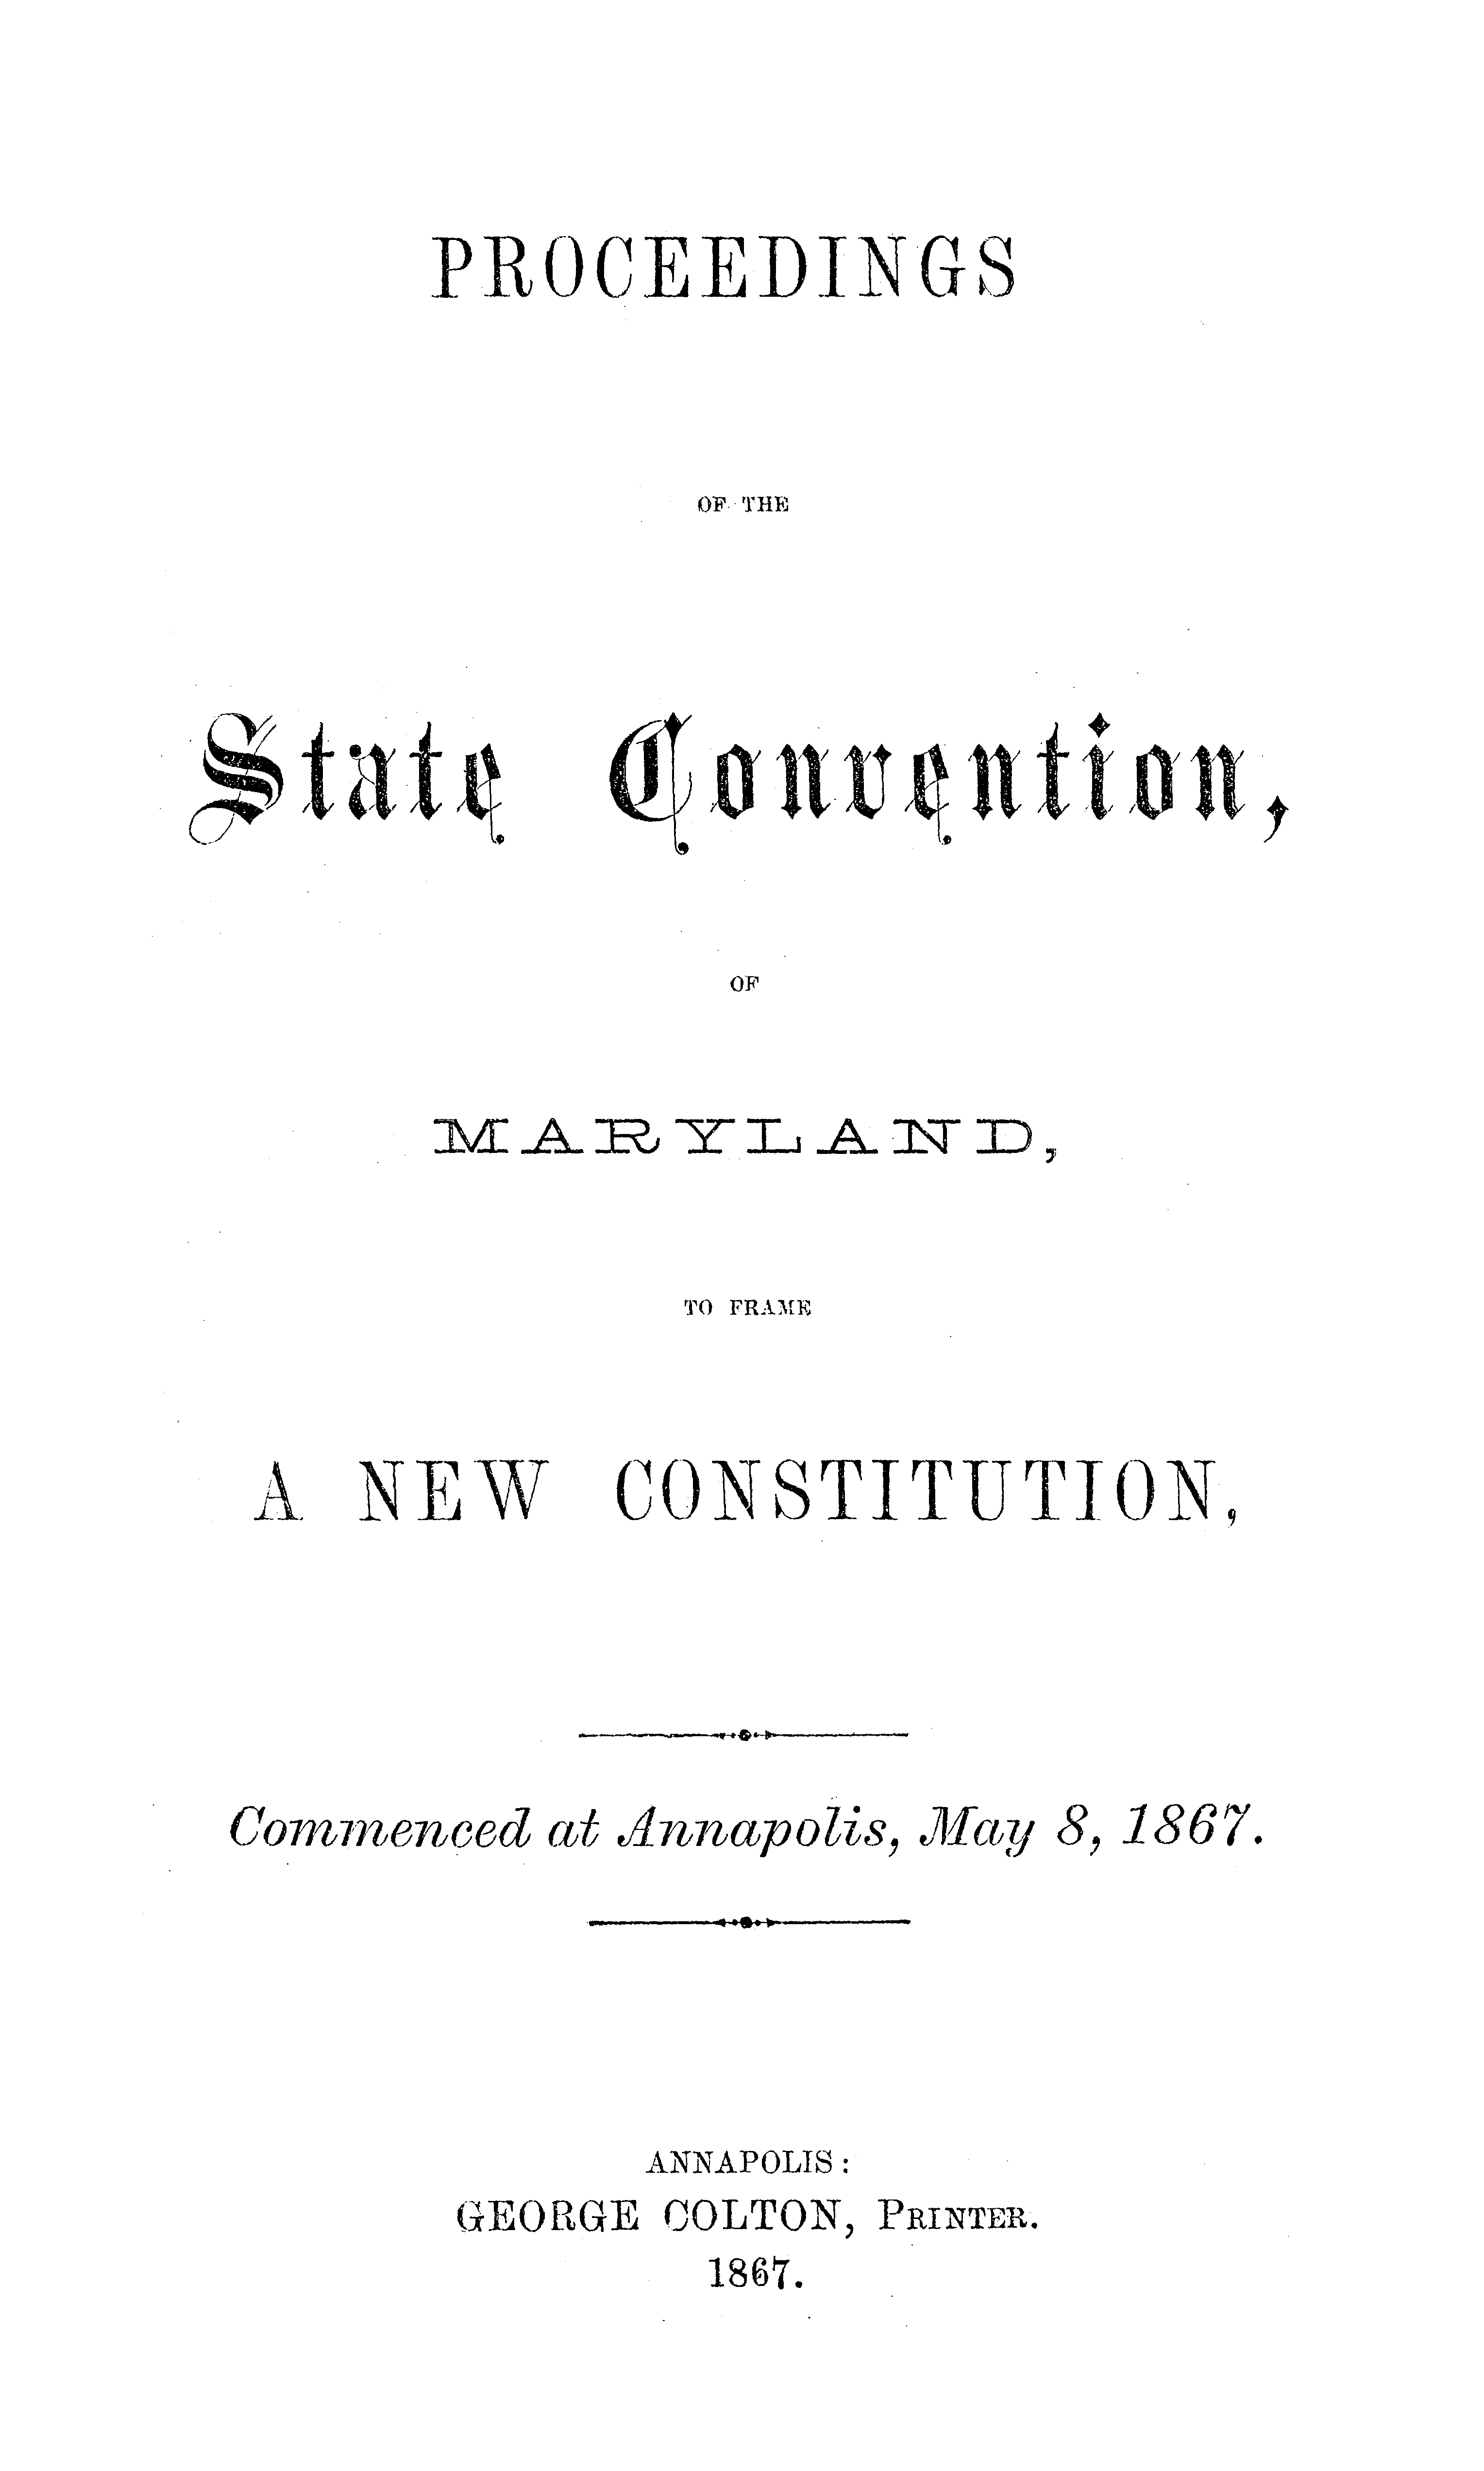 PROCEEDINGS
OF THE
State Convention,
OF
MARYLAND,
TO FRAME
A NEW CONSTITUTION,
Commenced at Annapolis, May 8, 1867.
ANNAPOLIS:
GEORGE COLTON, PRINTER.
1867.